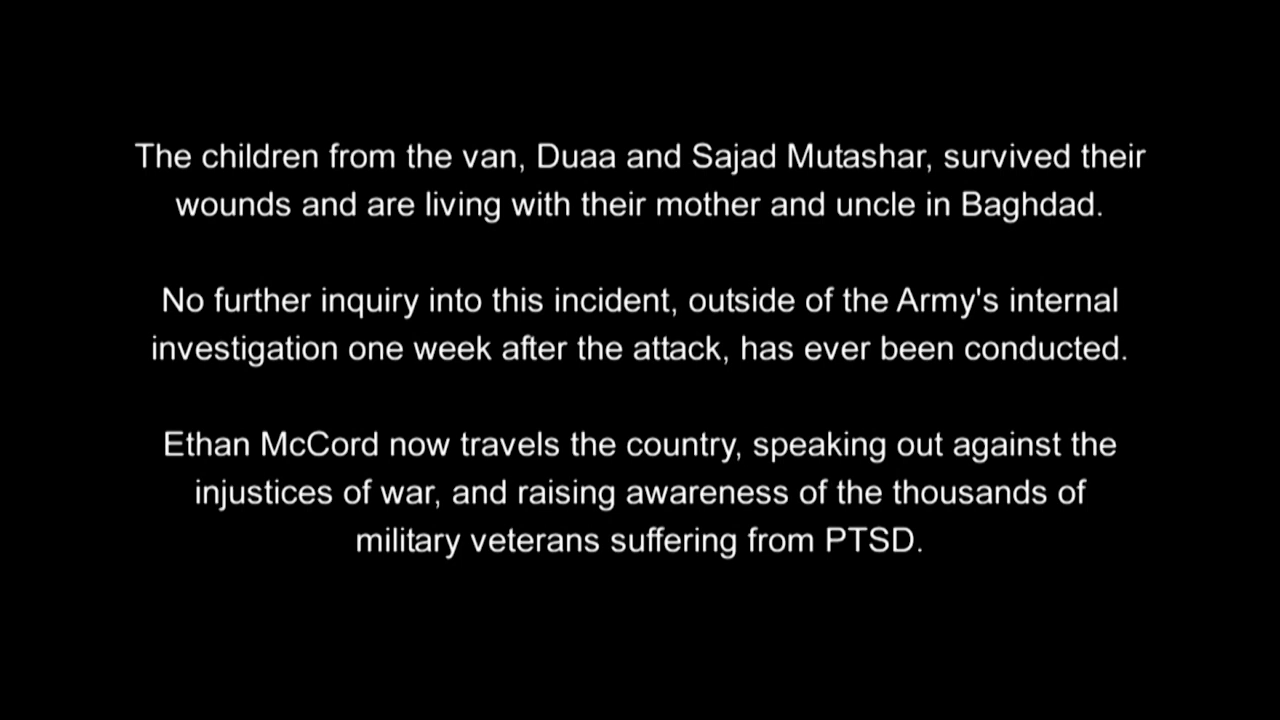 The children from the van, Duaa and Sajad Mutashar, survived their
wounds and are living with their mother and uncle in Baghdad.
No further inquiry into this incident, outside of the Army's internal
investigation one week after the attack, has ever been conducted.
Ethan McCord now travels the country, speaking out against the
injustices of war, and raising awareness of the thousands of
military veterans suffering from PTSD.